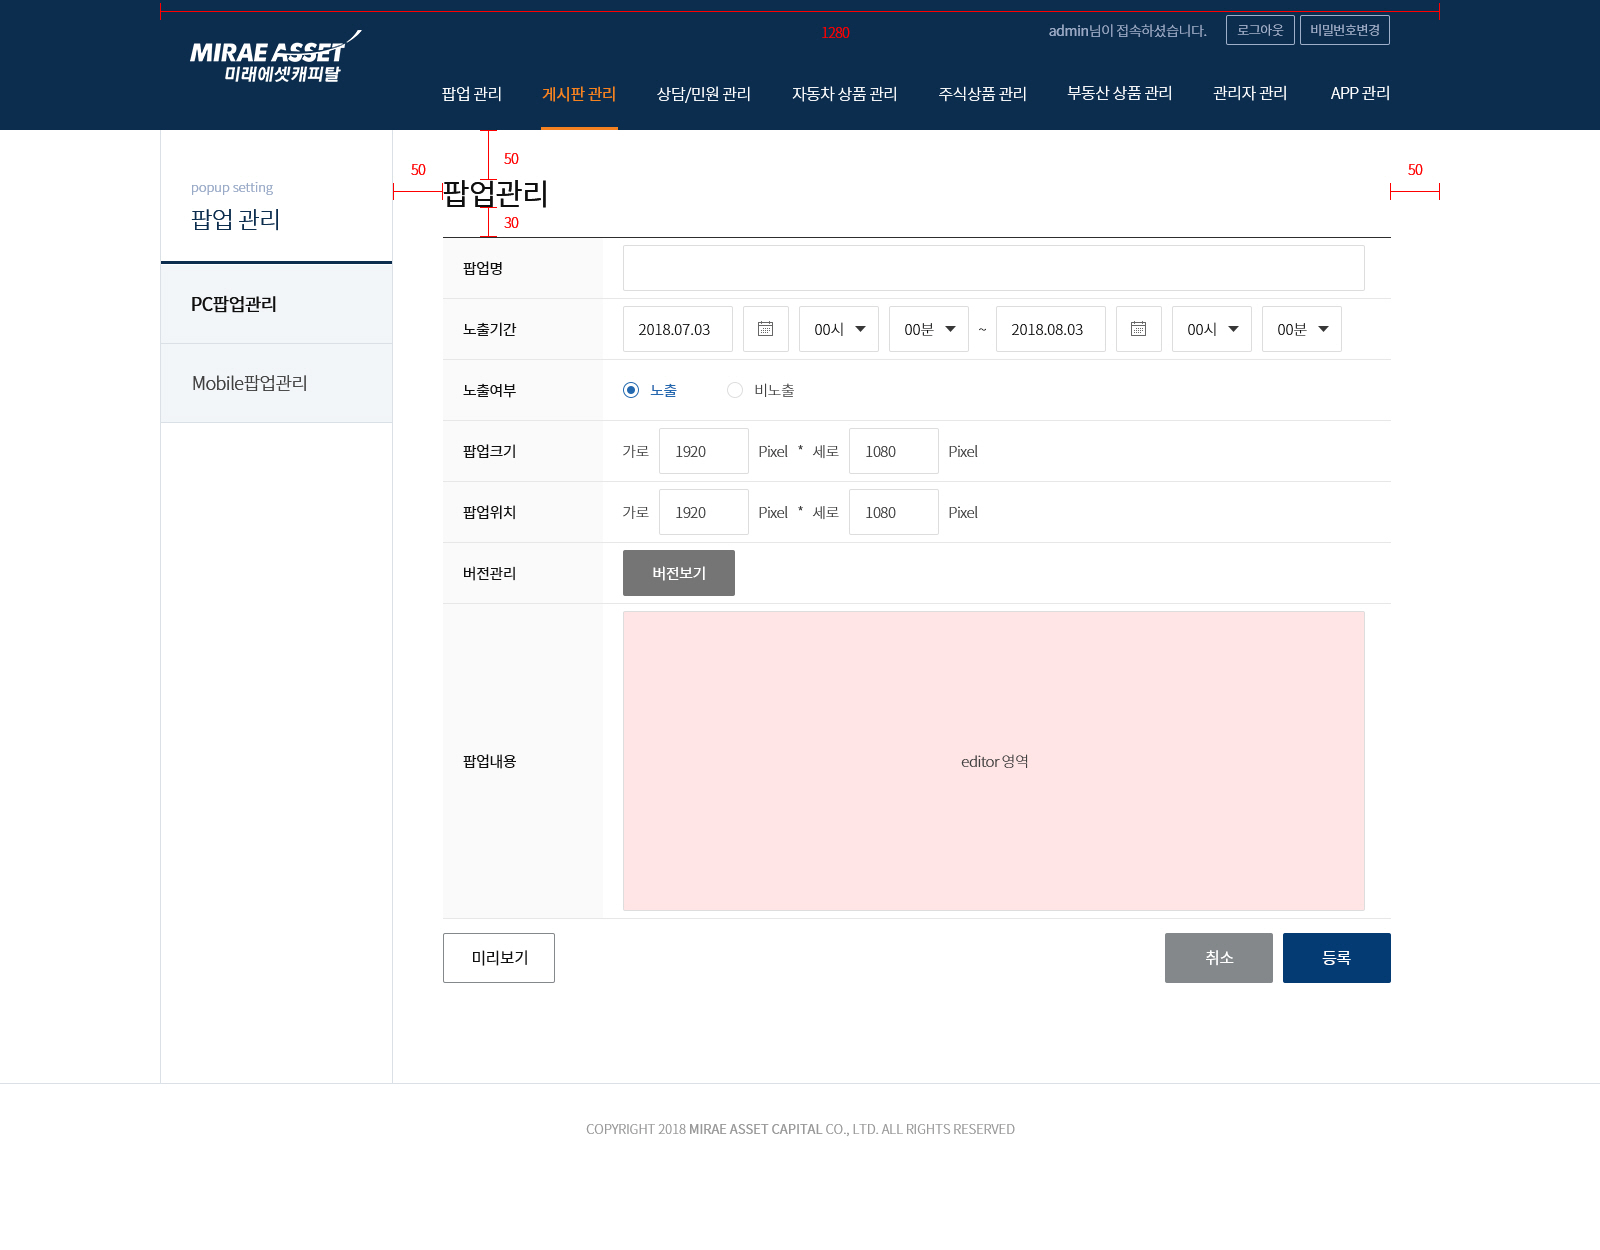 1280
admin님이 접속하셨습니다. 로그아웃 비밀번호변경
MIRAE ASSET
미래에셋캐피탈
팝업 관리 게시판 관리 상담/민원 관리 자동차 상품 관리 주식상품 관리 부동산 상품 관리 관리자 관리 APP 관리
popup setting
팝업 관리
PC팝업관리
Mobile팝업관리
50
50
50
팝업관리
30
팝업명
노출기간 2018.07.03 00시 00분 ~ 2018.08.03 00시 00분
노출여부 노출 비노출
팝업크기 가로 1920 Pixel * 세로 1080 Pixel
팝업위치 가로 1920 Pixel * 세로 1080 Pixel
버전관리 버전보기
팝업내용 editor 영역
미리보기 취소 등록
COPYRIGHT 2018 MIRAE ASSET CAPITAL CO., LTD. ALL RIGHTS RESERVED